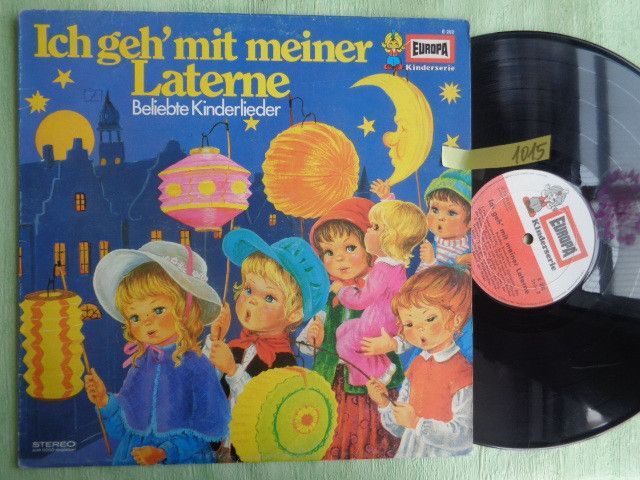 Ich geh' mit meiner
Laterne
Beliebte Kinderlieder
EUROPA
Kinderserie
STEREO
1015
Ich geh' mit meiner Laterne
EUROPA
Kinderserie